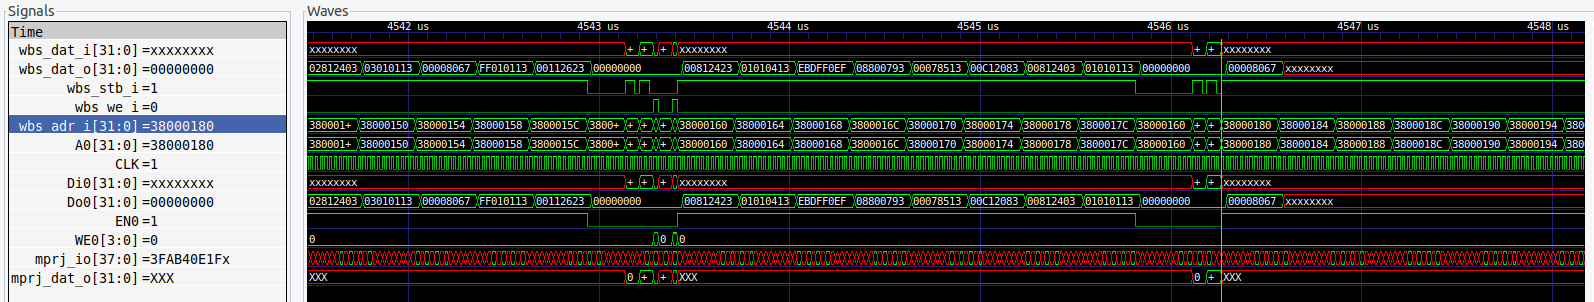 Signals
Waves
Time
4542 us 4543 us 4544 us 4545 us 4546 us 4547 us 4548 us
wbs_dat_i[31:0]=xxxxxxxx xxxxxxxx + + + xxxxxxxx + + xxxxxxxx
wbs_dat_o[31:0]=00000000 02812403 03010113 00008067 FF010113 00112623 00000000 00812423 01010413 EBDFF0EF 08800793 00078513 00C12083 00812403 01010113 00000000 00008067 xxxxxxxx
wbs_stb_i=1
wbs_we_i=0
wbs_adr_i[31:0]=38000180 380001+ 38000150 38000154 38000158 3800015C 3800+ + + + 38000160 38000164 38000168 3800016C 38000170 38000174 38000178 3800017C 38000160 + + 38000180 38000184 38000188 3800018C 38000190 38000194 380
A0[31:0]=38000180 380001+ 38000150 38000154 38000158 3800015C 3800+ + + + 38000160 38000164 38000168 3800016C 38000170 38000174 38000178 3800017C 38000160 + + 38000180 38000184 38000188 3800018C 38000190 38000194 380
CLK=1
Di0[31:0]=xxxxxxxx xxxxxxxx + + + xxxxxxxx + + xxxxxxxx
Do0[31:0]=00000000 02812403 03010113 00008067 FF010113 00112623 00000000 00812423 01010413 EBDFF0EF 08800793 00078513 00C12083 00812403 01010113 00000000 00008067 xxxxxxxx
EN0=1
WE0[3:0]=0 0 0 0
mprj_io[37:0]=3FAB40E1Fx
mprj_dat_o[31:0]=XXX XXX 0 + + XXX 0 + XXX